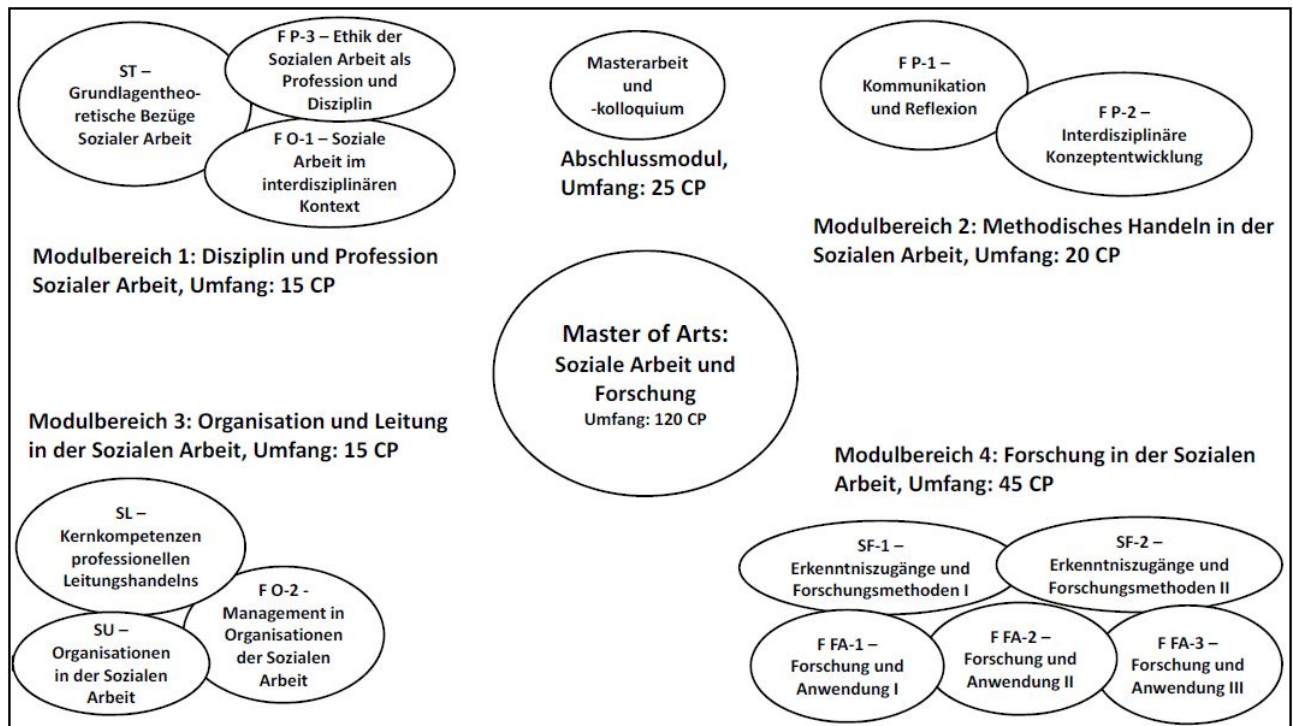 ST –
Grundlagentheo-
retische Bezüge
Sozialer Arbeit
F P-3 – Ethik der
Sozialen Arbeit als
Profession und
Disziplin
F O-1 – Soziale
Arbeit im
interdisziplinären
Kontext
Modulbereich 1: Disziplin und Profession
Sozialer Arbeit, Umfang: 15 CP
Masterarbeit
und
-kolloquium
Abschlussmodul,
Umfang: 25 CP
F P-1 –
Kommunikation
und Reflexion
F P-2 –
Interdisziplinäre
Konzeptentwicklung
Modulbereich 2: Methodisches Handeln in der
Sozialen Arbeit, Umfang: 20 CP
Master of Arts:
Soziale Arbeit und
Forschung
Umfang: 120 CP
Modulbereich 3: Organisation und Leitung
in der Sozialen Arbeit, Umfang: 15 CP
SL –
Kernkompetenzen
professionellen
Leitungshandelns
F O-2 -
Management in
Organisationen
der Sozialen
Arbeit
SU –
Organisationen
in der Sozialen
Arbeit
Modulbereich 4: Forschung in der Sozialen
Arbeit, Umfang: 45 CP
SF-1 –
Erkenntniszugänge und
Forschungsmethoden I
SF-2 –
Erkenntniszugänge und
Forschungsmethoden II
F FA-1 –
Forschung und
Anwendung I
F FA-2 –
Forschung und
Anwendung II
F FA-3 –
Forschung und
Anwendung III